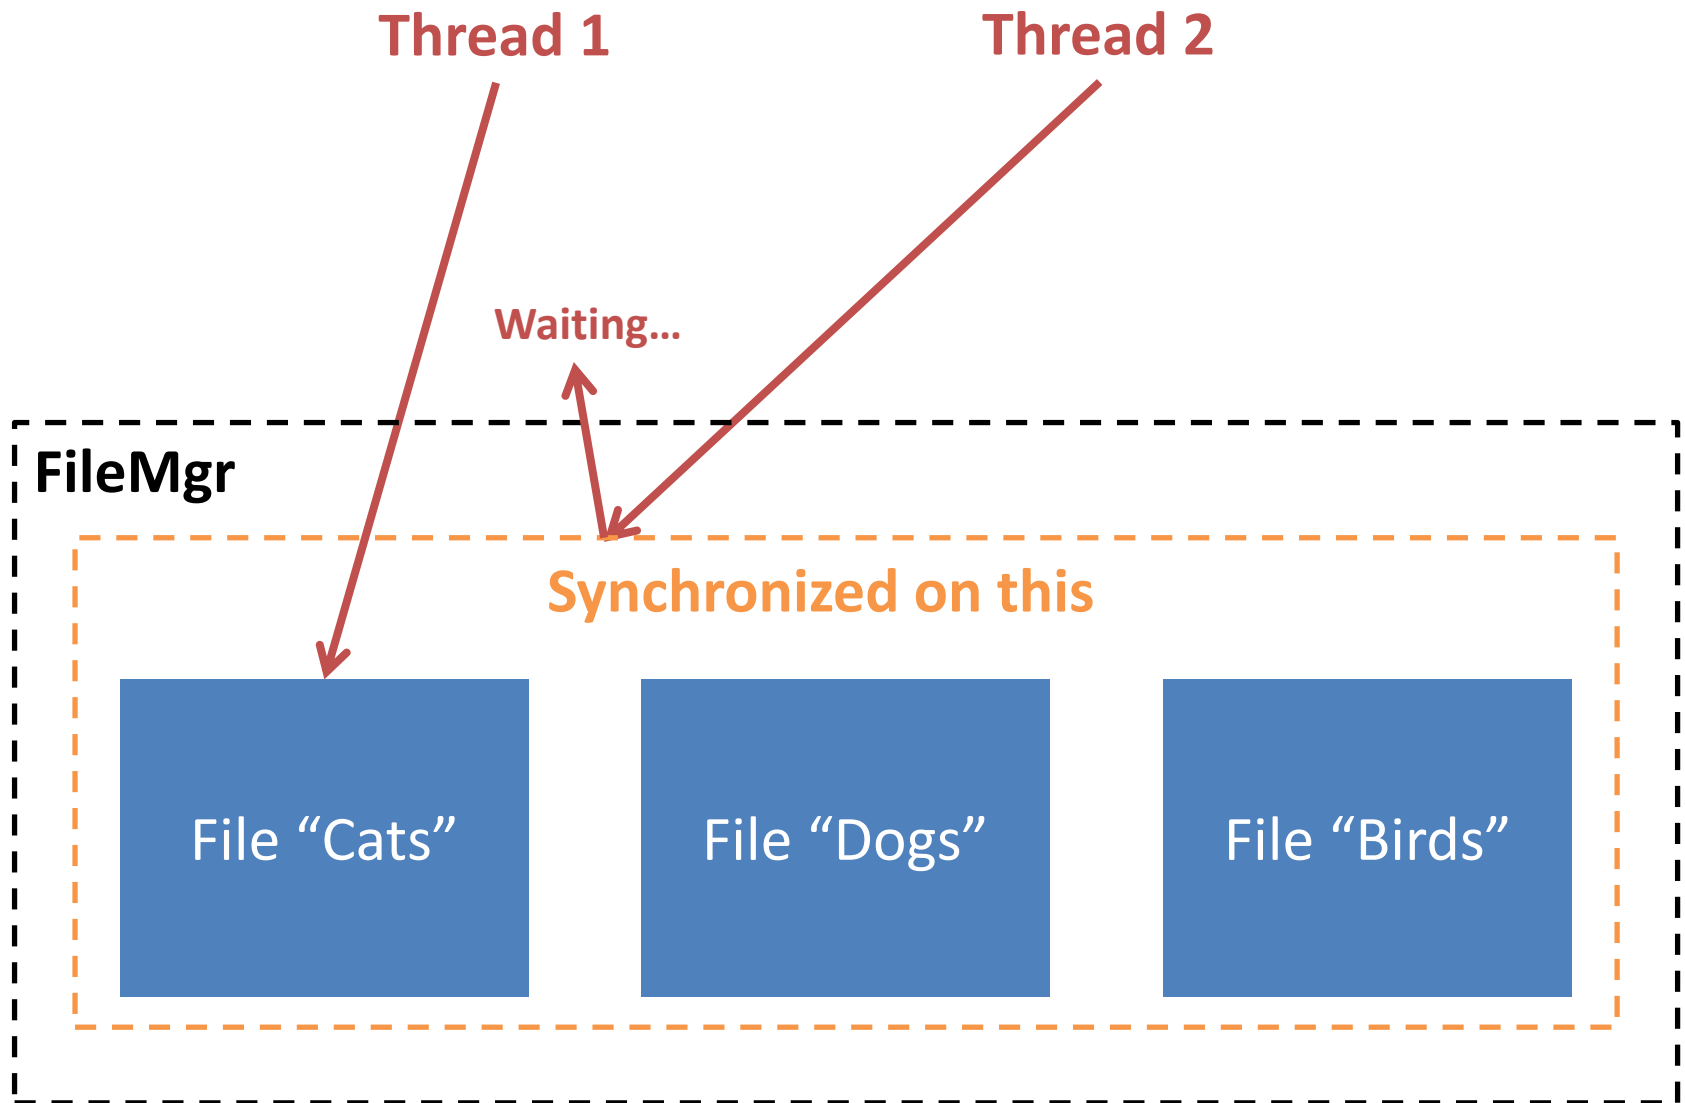 Thread 1
Thread 2
Waiting...
FileMgr
Synchronized on this
File “Cats”
File “Dogs”
File “Birds”